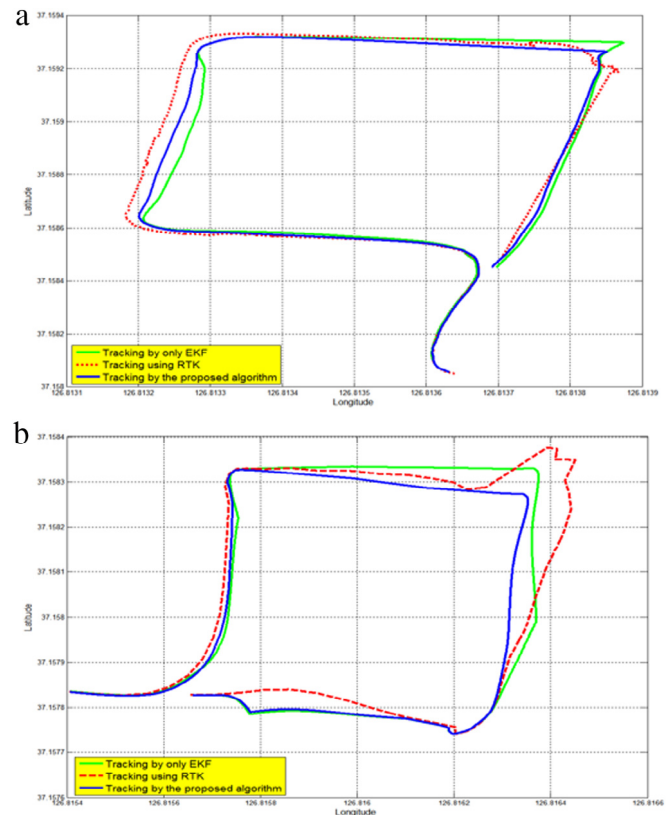 a
37.1594
37.1592
37.159
37.1588
37.1586
37.1584
37.1582
37.158
Latitude
126.8131 126.8132 126.8133 126.8134 126.8135 126.8136 126.8137 126.8138 126.8139
Longitude
Tracking by only EKF
Tracking using RTK
Tracking by the proposed algorithm
b
37.1584
37.1583
37.1582
37.1581
37.158
37.1579
37.1578
37.1577
37.1576
Latitude
126.8154 126.8156 126.8158 126.816 126.8162 126.8164 126.8166
Longitude
Tracking by only EKF
Tracking using RTK
Tracking by the proposed algorithm